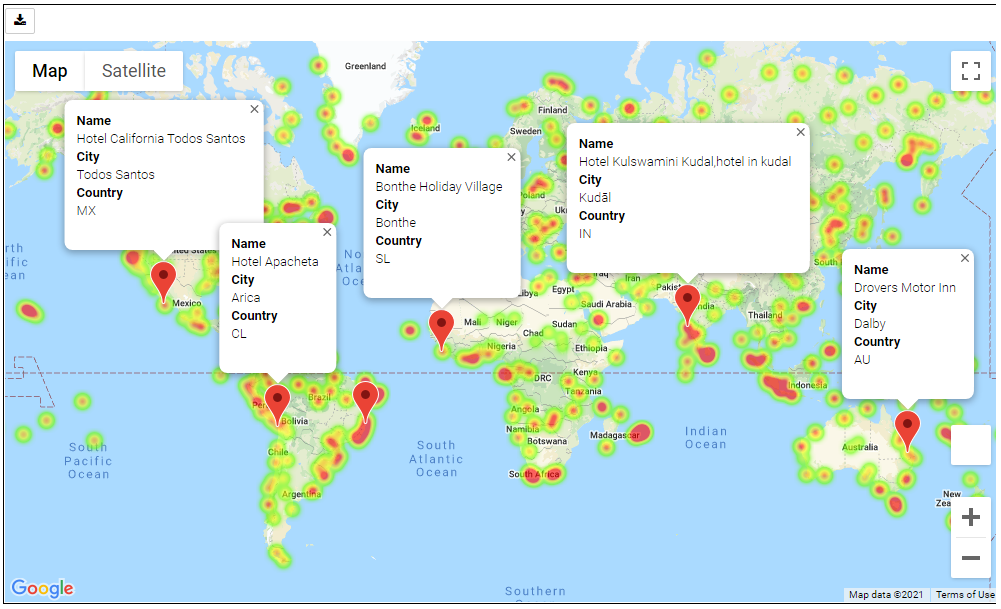 Map
Satellite
Greenland
Iceland
Finland
Sweden
Name
Hotel California Todos Santos
City
Todos Santos
Country
MX
Name
Hotel Apacheta
City
Arica
Country
CL
Name
Bonthe Holiday Village
City
Bonthe
Country
SL
Name
Hotel Kulswamini Kudal,hotel in kudal
City
Kudāl
Country
IN
Name
Drovers Motor Inn
City
Dalby
Country
AU
Poland
United States
Mexico
Iraq
Iran
Libya
Egypt
Saudi Arabia
Mali
Niger
Chad
Sudan
Nigeria
Ethiopia
Thailand
South
DRC
Kenya
Tanzania
Indonesia
Brazil
Bolivia
Angola
Namibia
Botswana
Madagascar
South Africa
Chile
Argentina
Australia
South
Pacific
Ocean
South
Atlantic
Ocean
Indian
Ocean
New
Southern
Google
Map data ©2021
Terms of Use